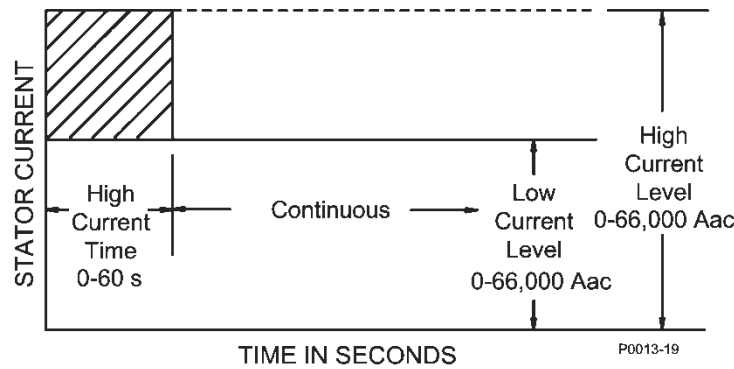 STATOR CURRENT
High
Current
Time
0-60 s
Continuous
Low
Current
Level
0-66,000 Aac
High
Current
Level
0-66,000 Aac
TIME IN SECONDS
P0013-19